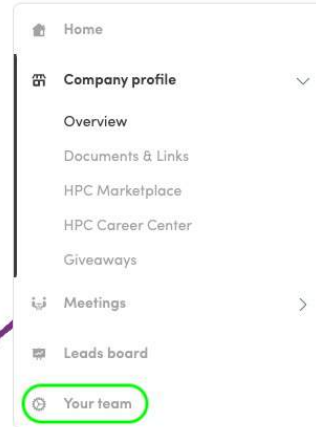 Home
Company profile
Overview
Documents & Links
HPC Marketplace
HPC Career Center
Giveaways
Meetings
Leads board
Your team